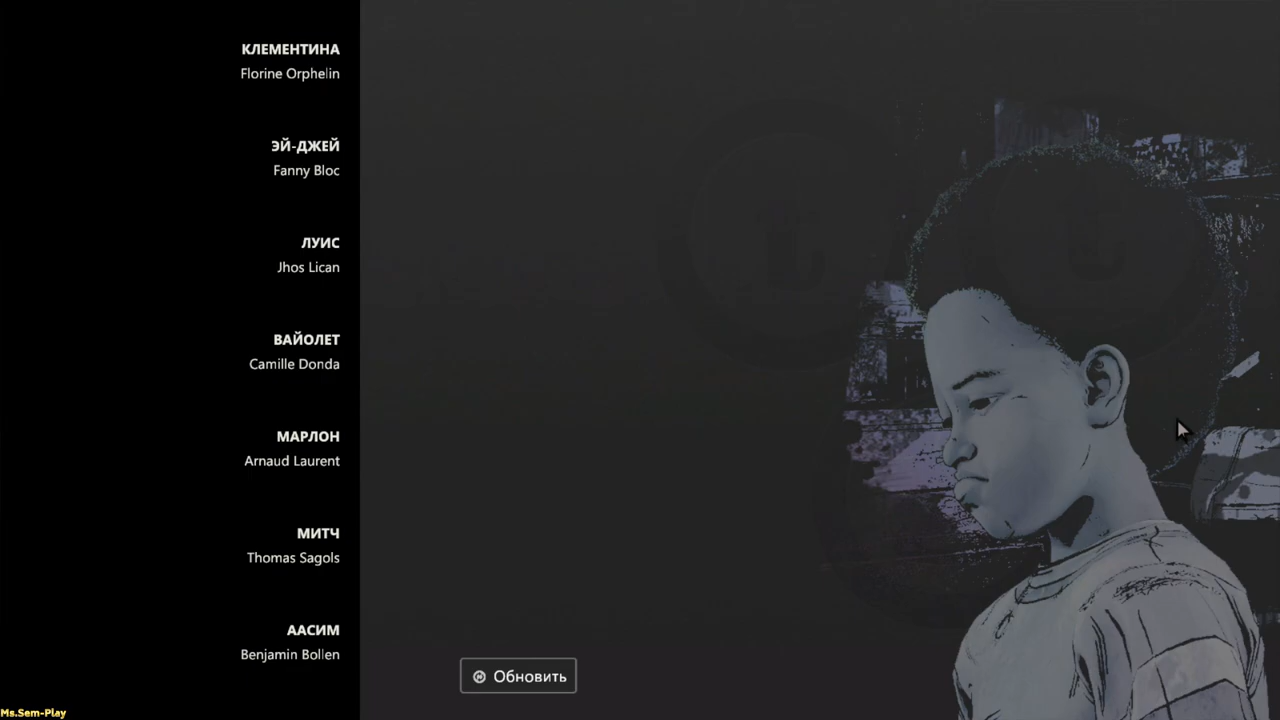 КЛЕМЕНТИНА
Florine Orphelin
ЭЙ-ДЖЕЙ
Fanny Bloc
ЛУИС
Jhos Lican
ВАЙОЛЕТ
Camille Donda
МАРЛОН
Arnaud Laurent
МИТЧ
Thomas Sagols
ААСИМ
Benjamin Bollen
Обновить
Ms.Sem-Play